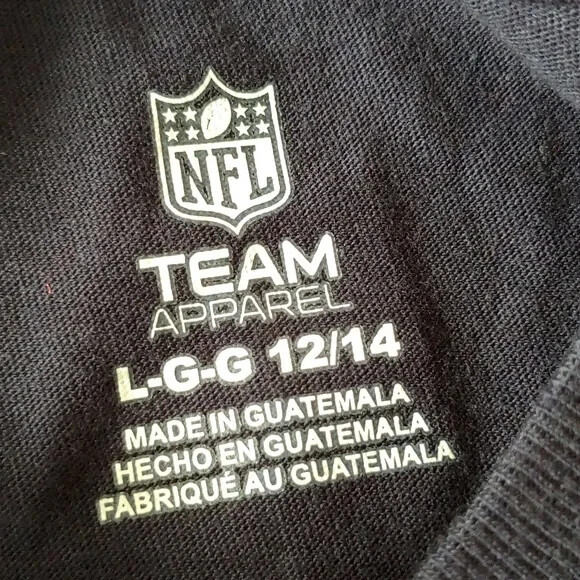 NFL
TEAM
APPAREL
L-G-G 12/14
MADE IN GUATEMALA
HECHO EN GUATEMALA
FABRIQUÉ AU GUATEMALA